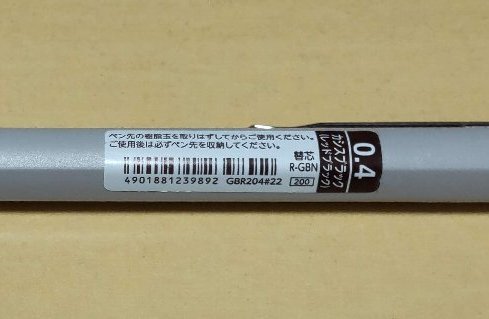 ペン先の樹脂玉を取りはずしてからご使用ください。
ご使用後は必ずペン先を収納してください。
替芯
R-GBN
4901881239892 GBR204#22 200
0.4
カシスブラック
(レッドブラック)